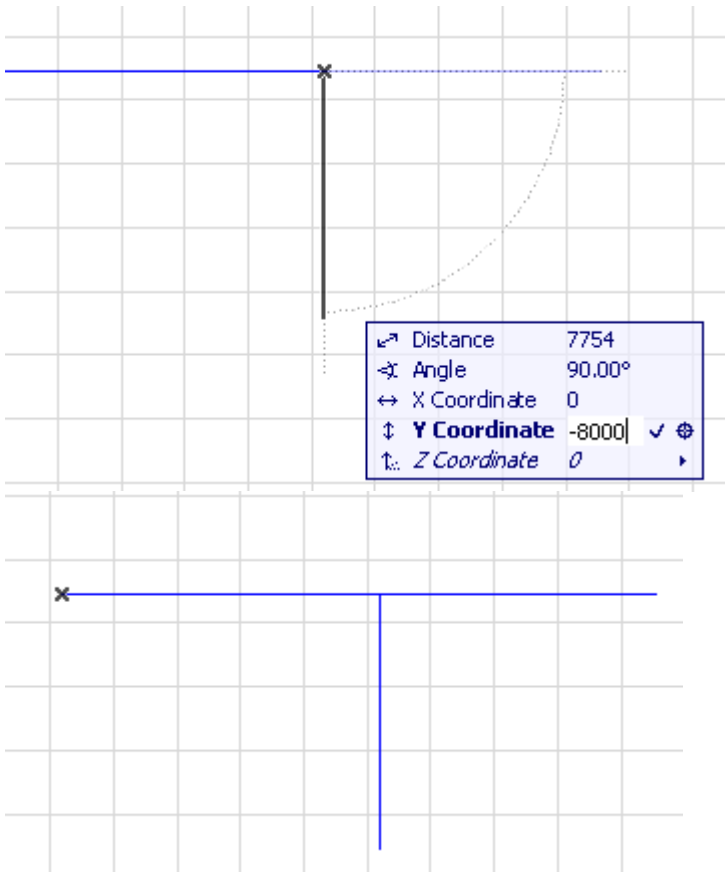 Distance 7754
Angle 90.00°
X Coordinate 0
Y Coordinate -8000
Z Coordinate 0